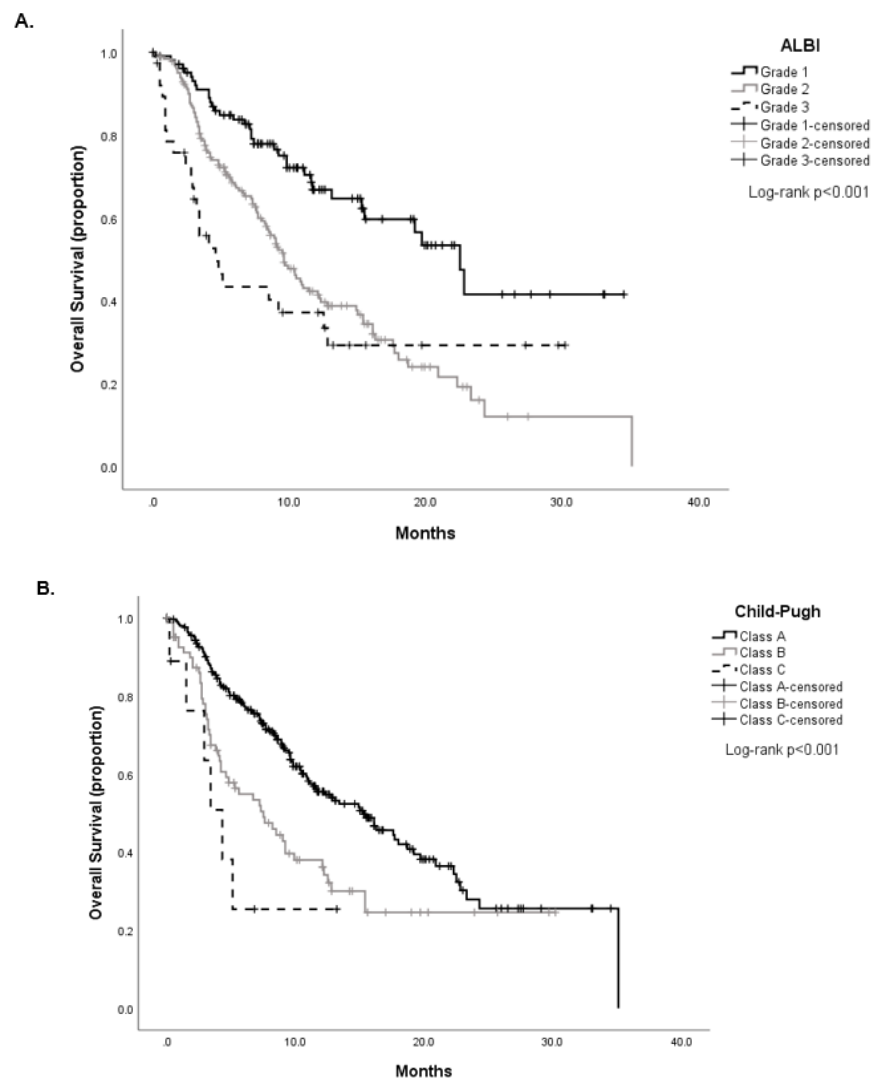 A.
ALBI
Grade 1
Grade 2
Grade 3
Grade 1-censored
Grade 2-censored
Grade 3-censored
Log-rank p<0.001
Overall Survival (proportion)
1.0
0.8
0.6
0.4
0.2
0.0
.0 10.0 20.0 30.0 40.0
Months
B.
Child-Pugh
Class A
Class B
Class C
Class A-censored
Class B-censored
Class C-censored
Log-rank p<0.001
Overall Survival (proportion)
1.0
0.8
0.6
0.4
0.2
0.0
.0 10.0 20.0 30.0 40.0
Months